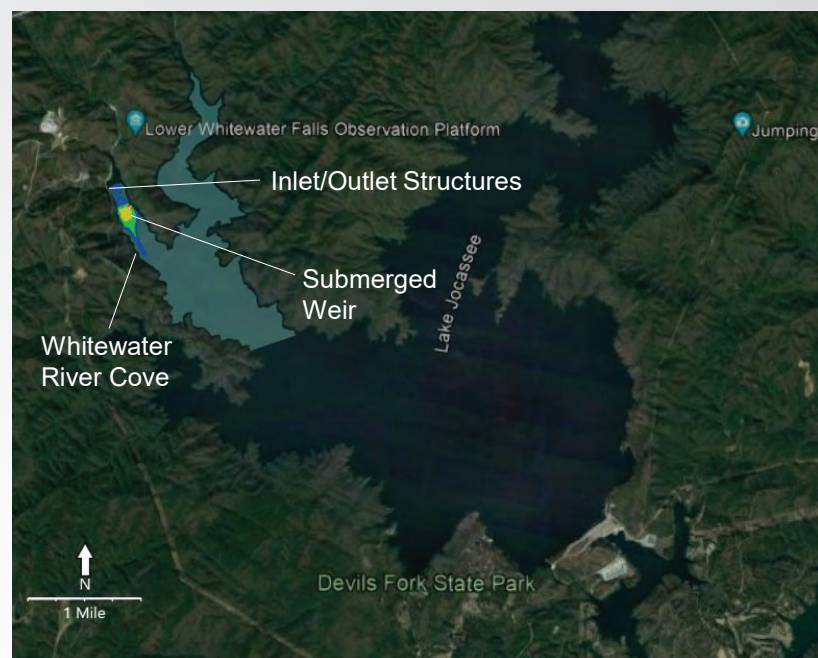 Lower Whitewater Falls Observation Platform
Jumping
Inlet/Outlet Structures
Submerged
Weir
Lake Jocassee
Whitewater
River Cove
N
1 Mile
Devils Fork State Park